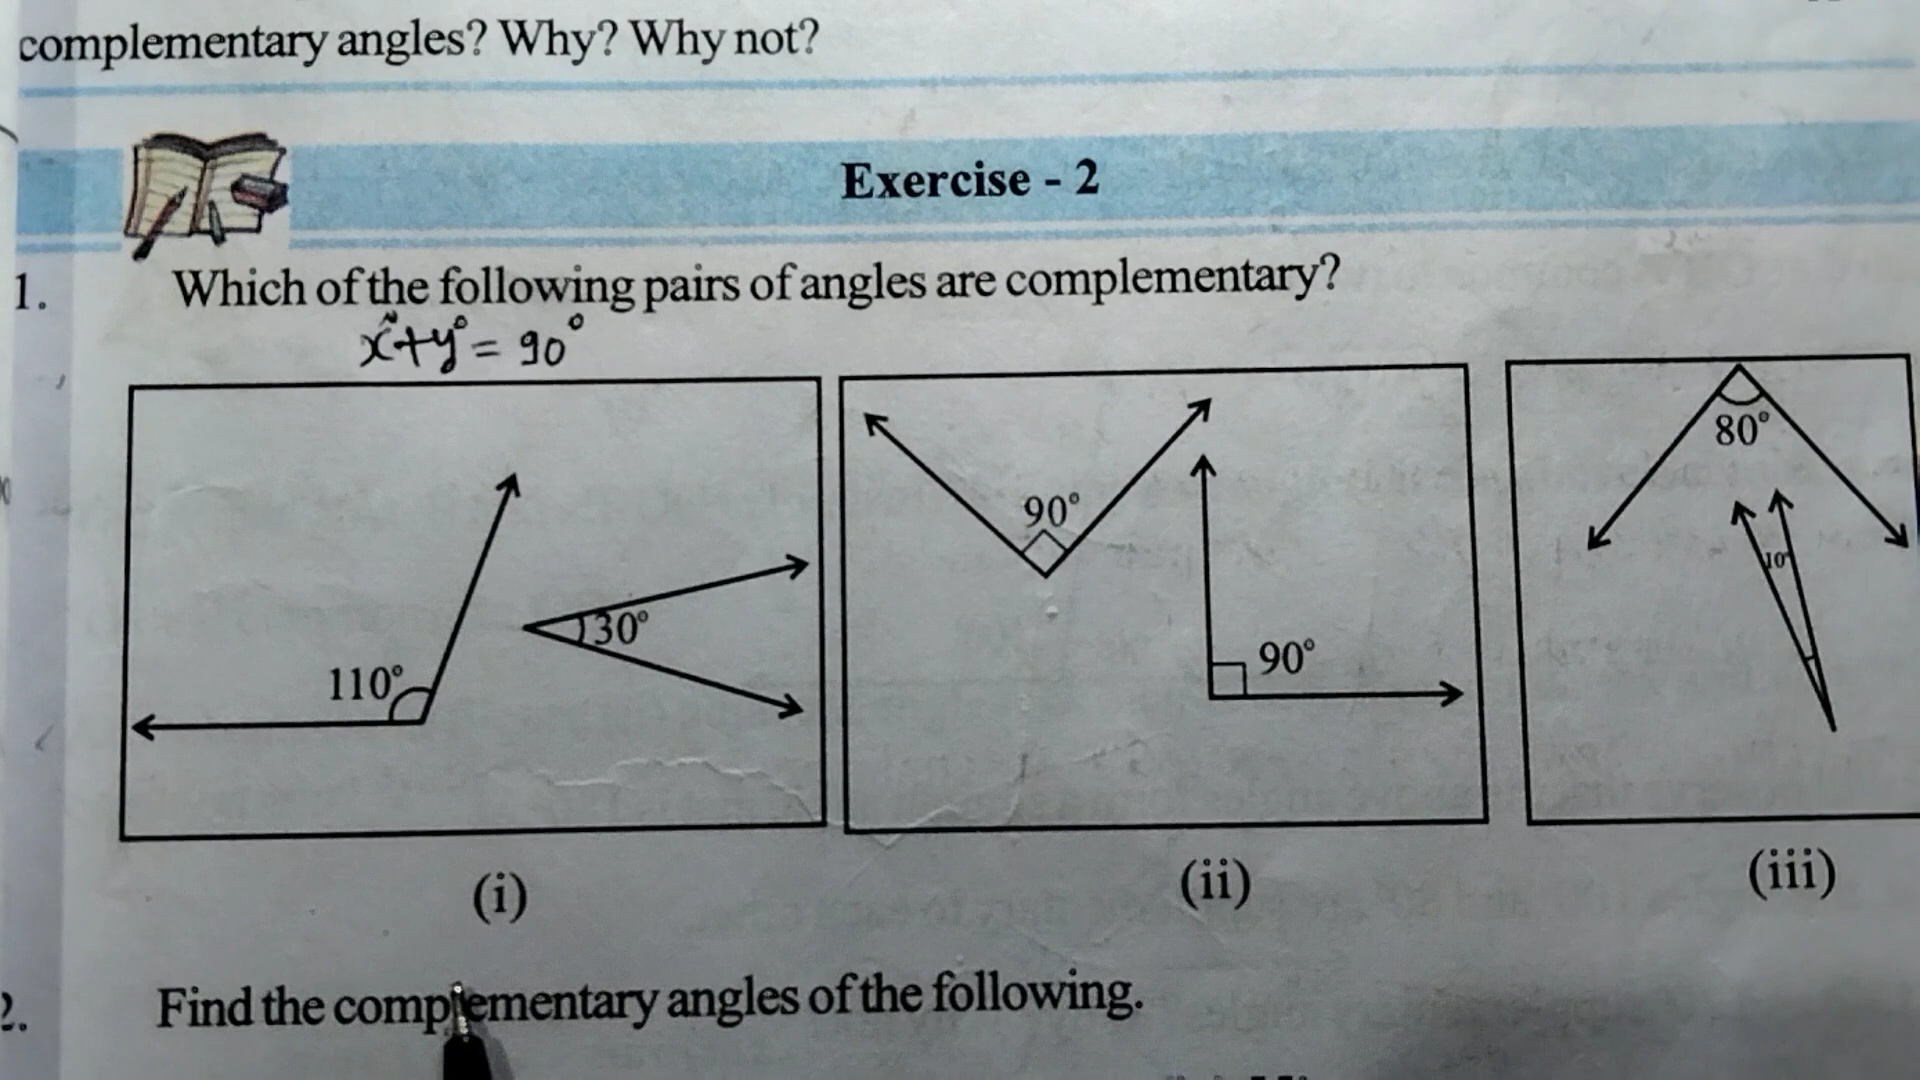 complementary angles? Why? Why not?
Exercise - 2
1. Which of the following pairs of angles are complementary?
x°+y°= 90°
110°
30°
90°
90°
80°
10°
(i)
(ii)
(iii)
2. Find the complementary angles of the following.